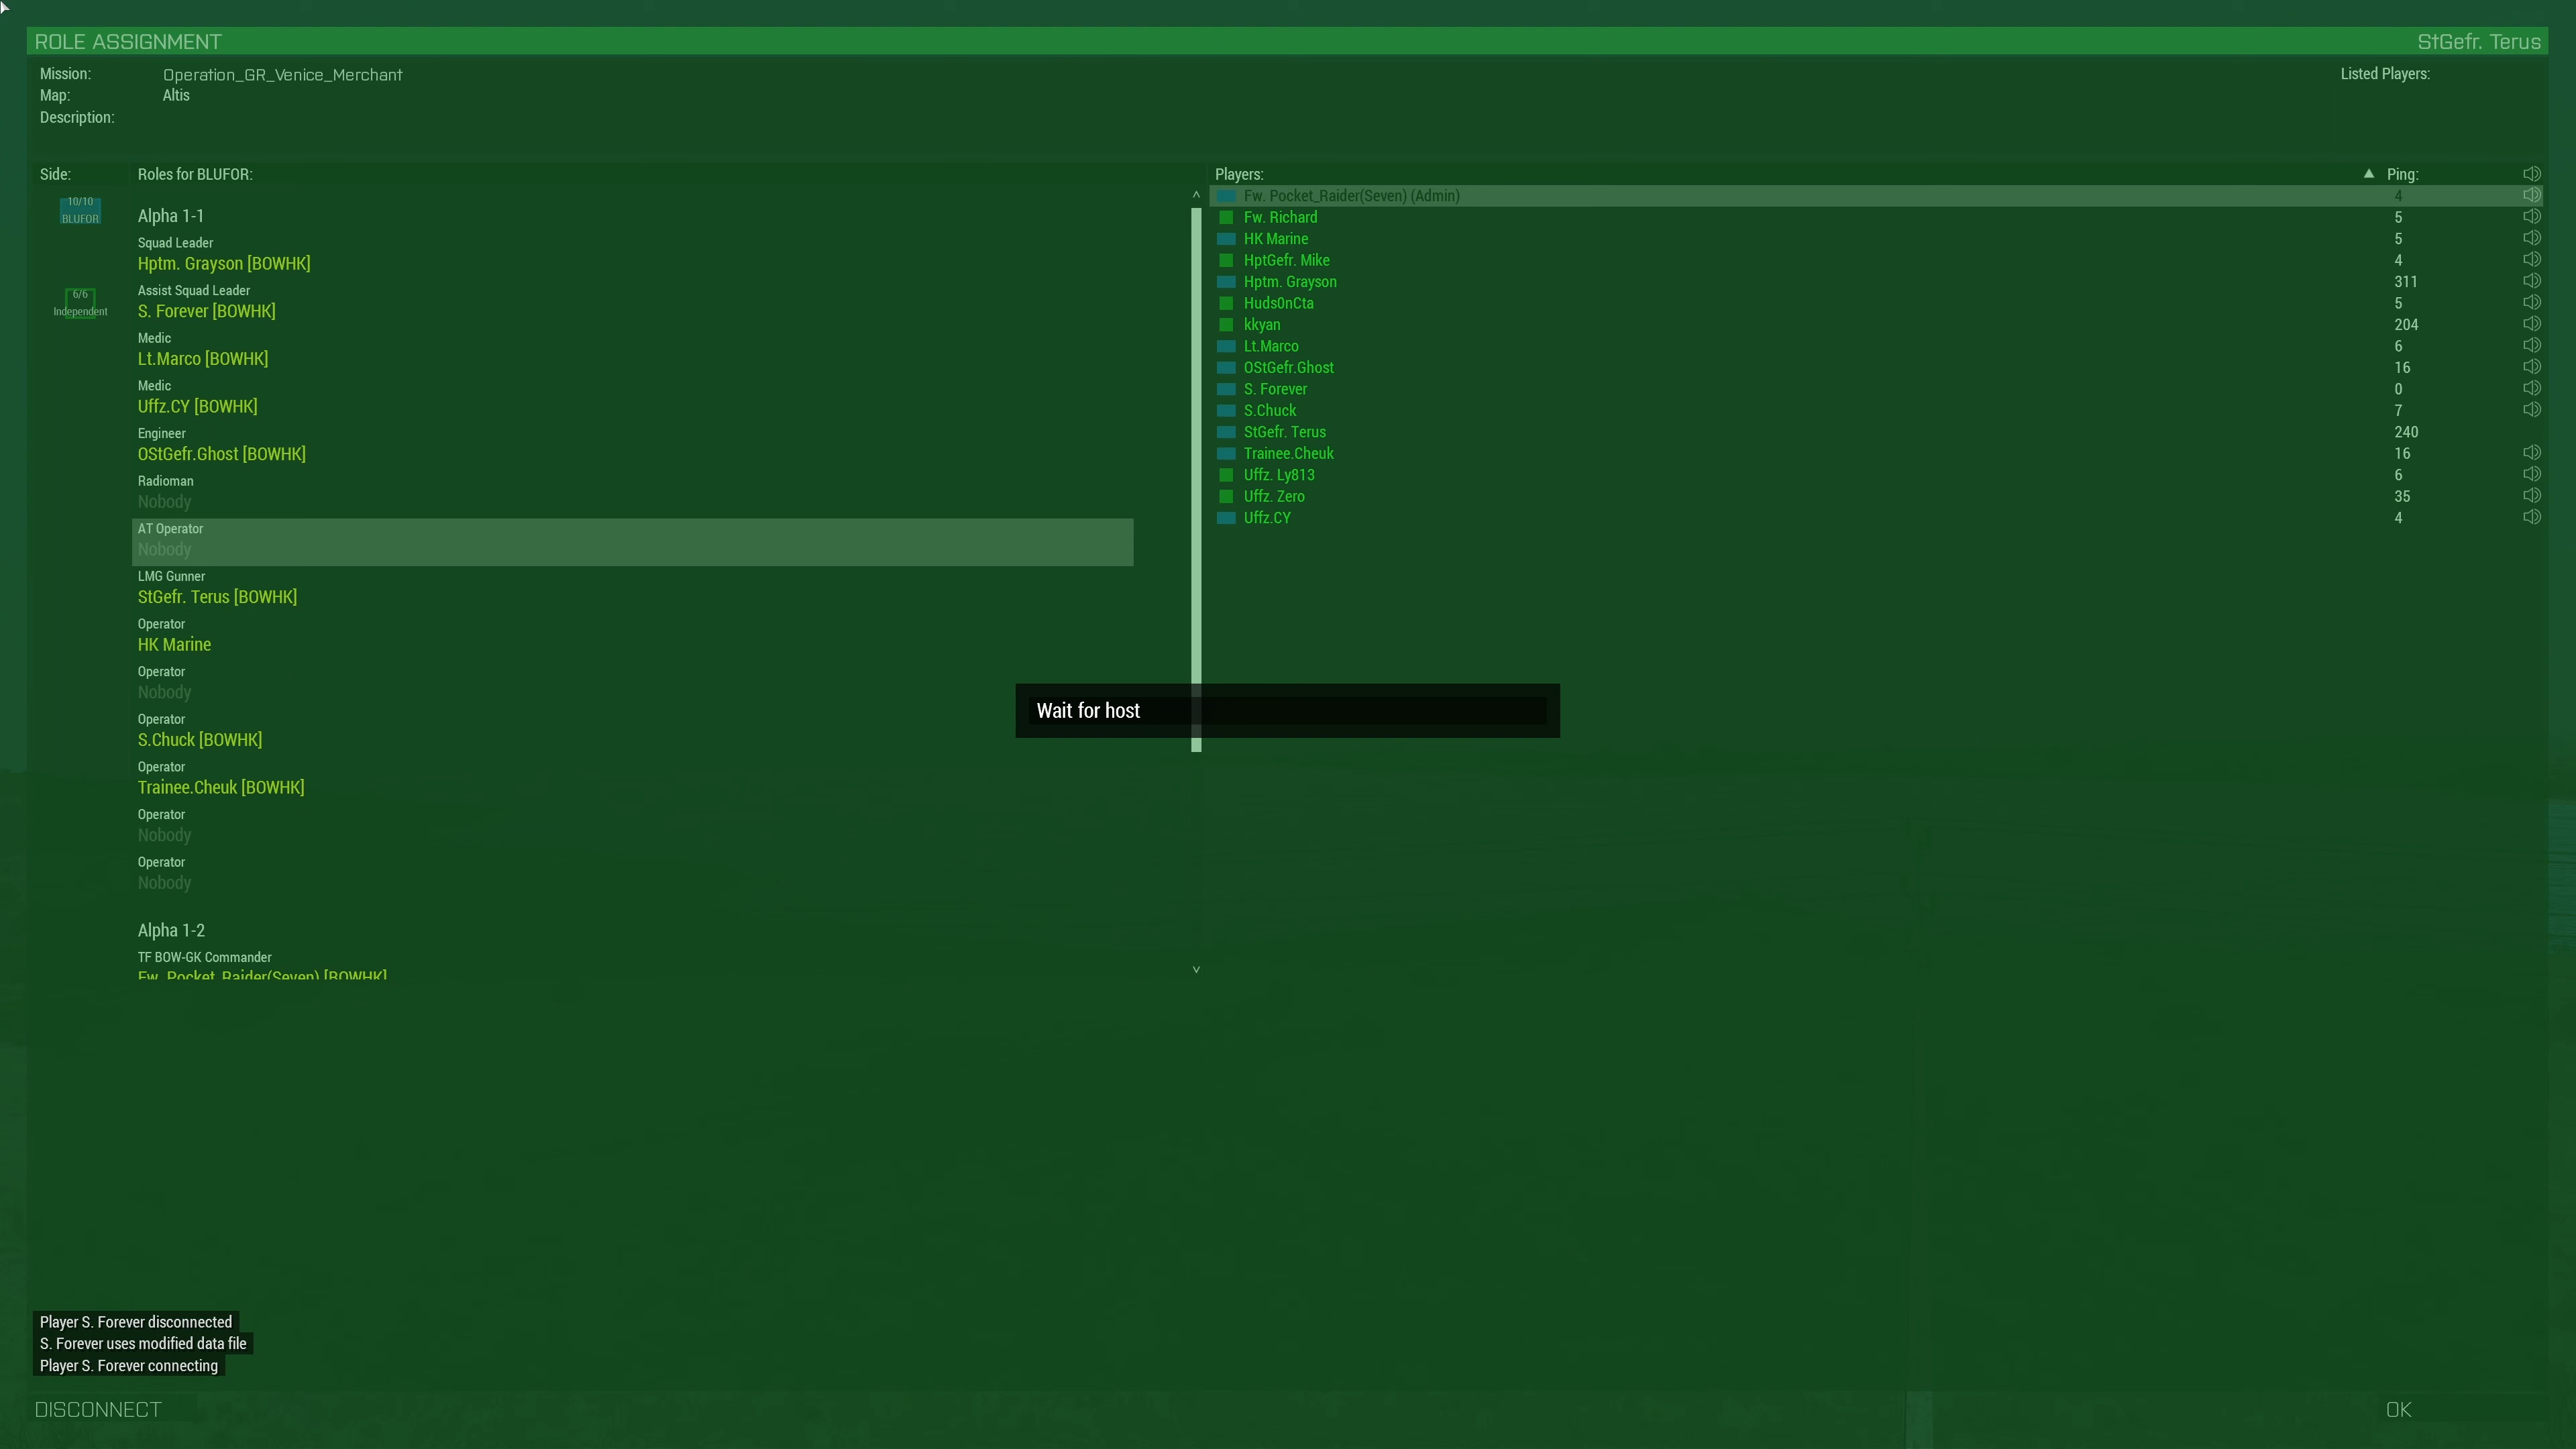 ROLE ASSIGNMENT
StGefr. Terus
Mission:
Operation_GR_Venice_Merchant
Listed Players:
Map:
Altis
Description:
Side:
10/10
BLUFOR
6/6
Independent
Roles for BLUFOR:
Alpha 1-1
Squad Leader
Hptm. Grayson [BOWHK]
Assist Squad Leader
S. Forever [BOWHK]
Medic
Lt.Marco [BOWHK]
Medic
Uffz.CY [BOWHK]
Engineer
OStGefr.Ghost [BOWHK]
Radioman
Nobody
AT Operator
Nobody
LMG Gunner
StGefr. Terus [BOWHK]
Operator
HK Marine
Operator
Nobody
Operator
S.Chuck [BOWHK]
Operator
Trainee.Cheuk [BOWHK]
Operator
Nobody
Operator
Nobody
Alpha 1-2
TF BOW-GK Commander
Fw. Pocket_Raider(Seven) [BOWHK]
Players:
Ping:
Fw. Pocket_Raider(Seven) (Admin) 4
Fw. Richard 5
HK Marine 5
HptGefr. Mike 4
Hptm. Grayson 311
Huds0nCta 5
kkyan 204
Lt.Marco 6
OStGefr.Ghost 16
S. Forever 0
S.Chuck 7
StGefr. Terus 240
Trainee.Cheuk 16
Uffz. Ly813 6
Uffz. Zero 35
Uffz.CY 4
Wait for host
Player S. Forever disconnected
S. Forever uses modified data file
Player S. Forever connecting
DISCONNECT
OK